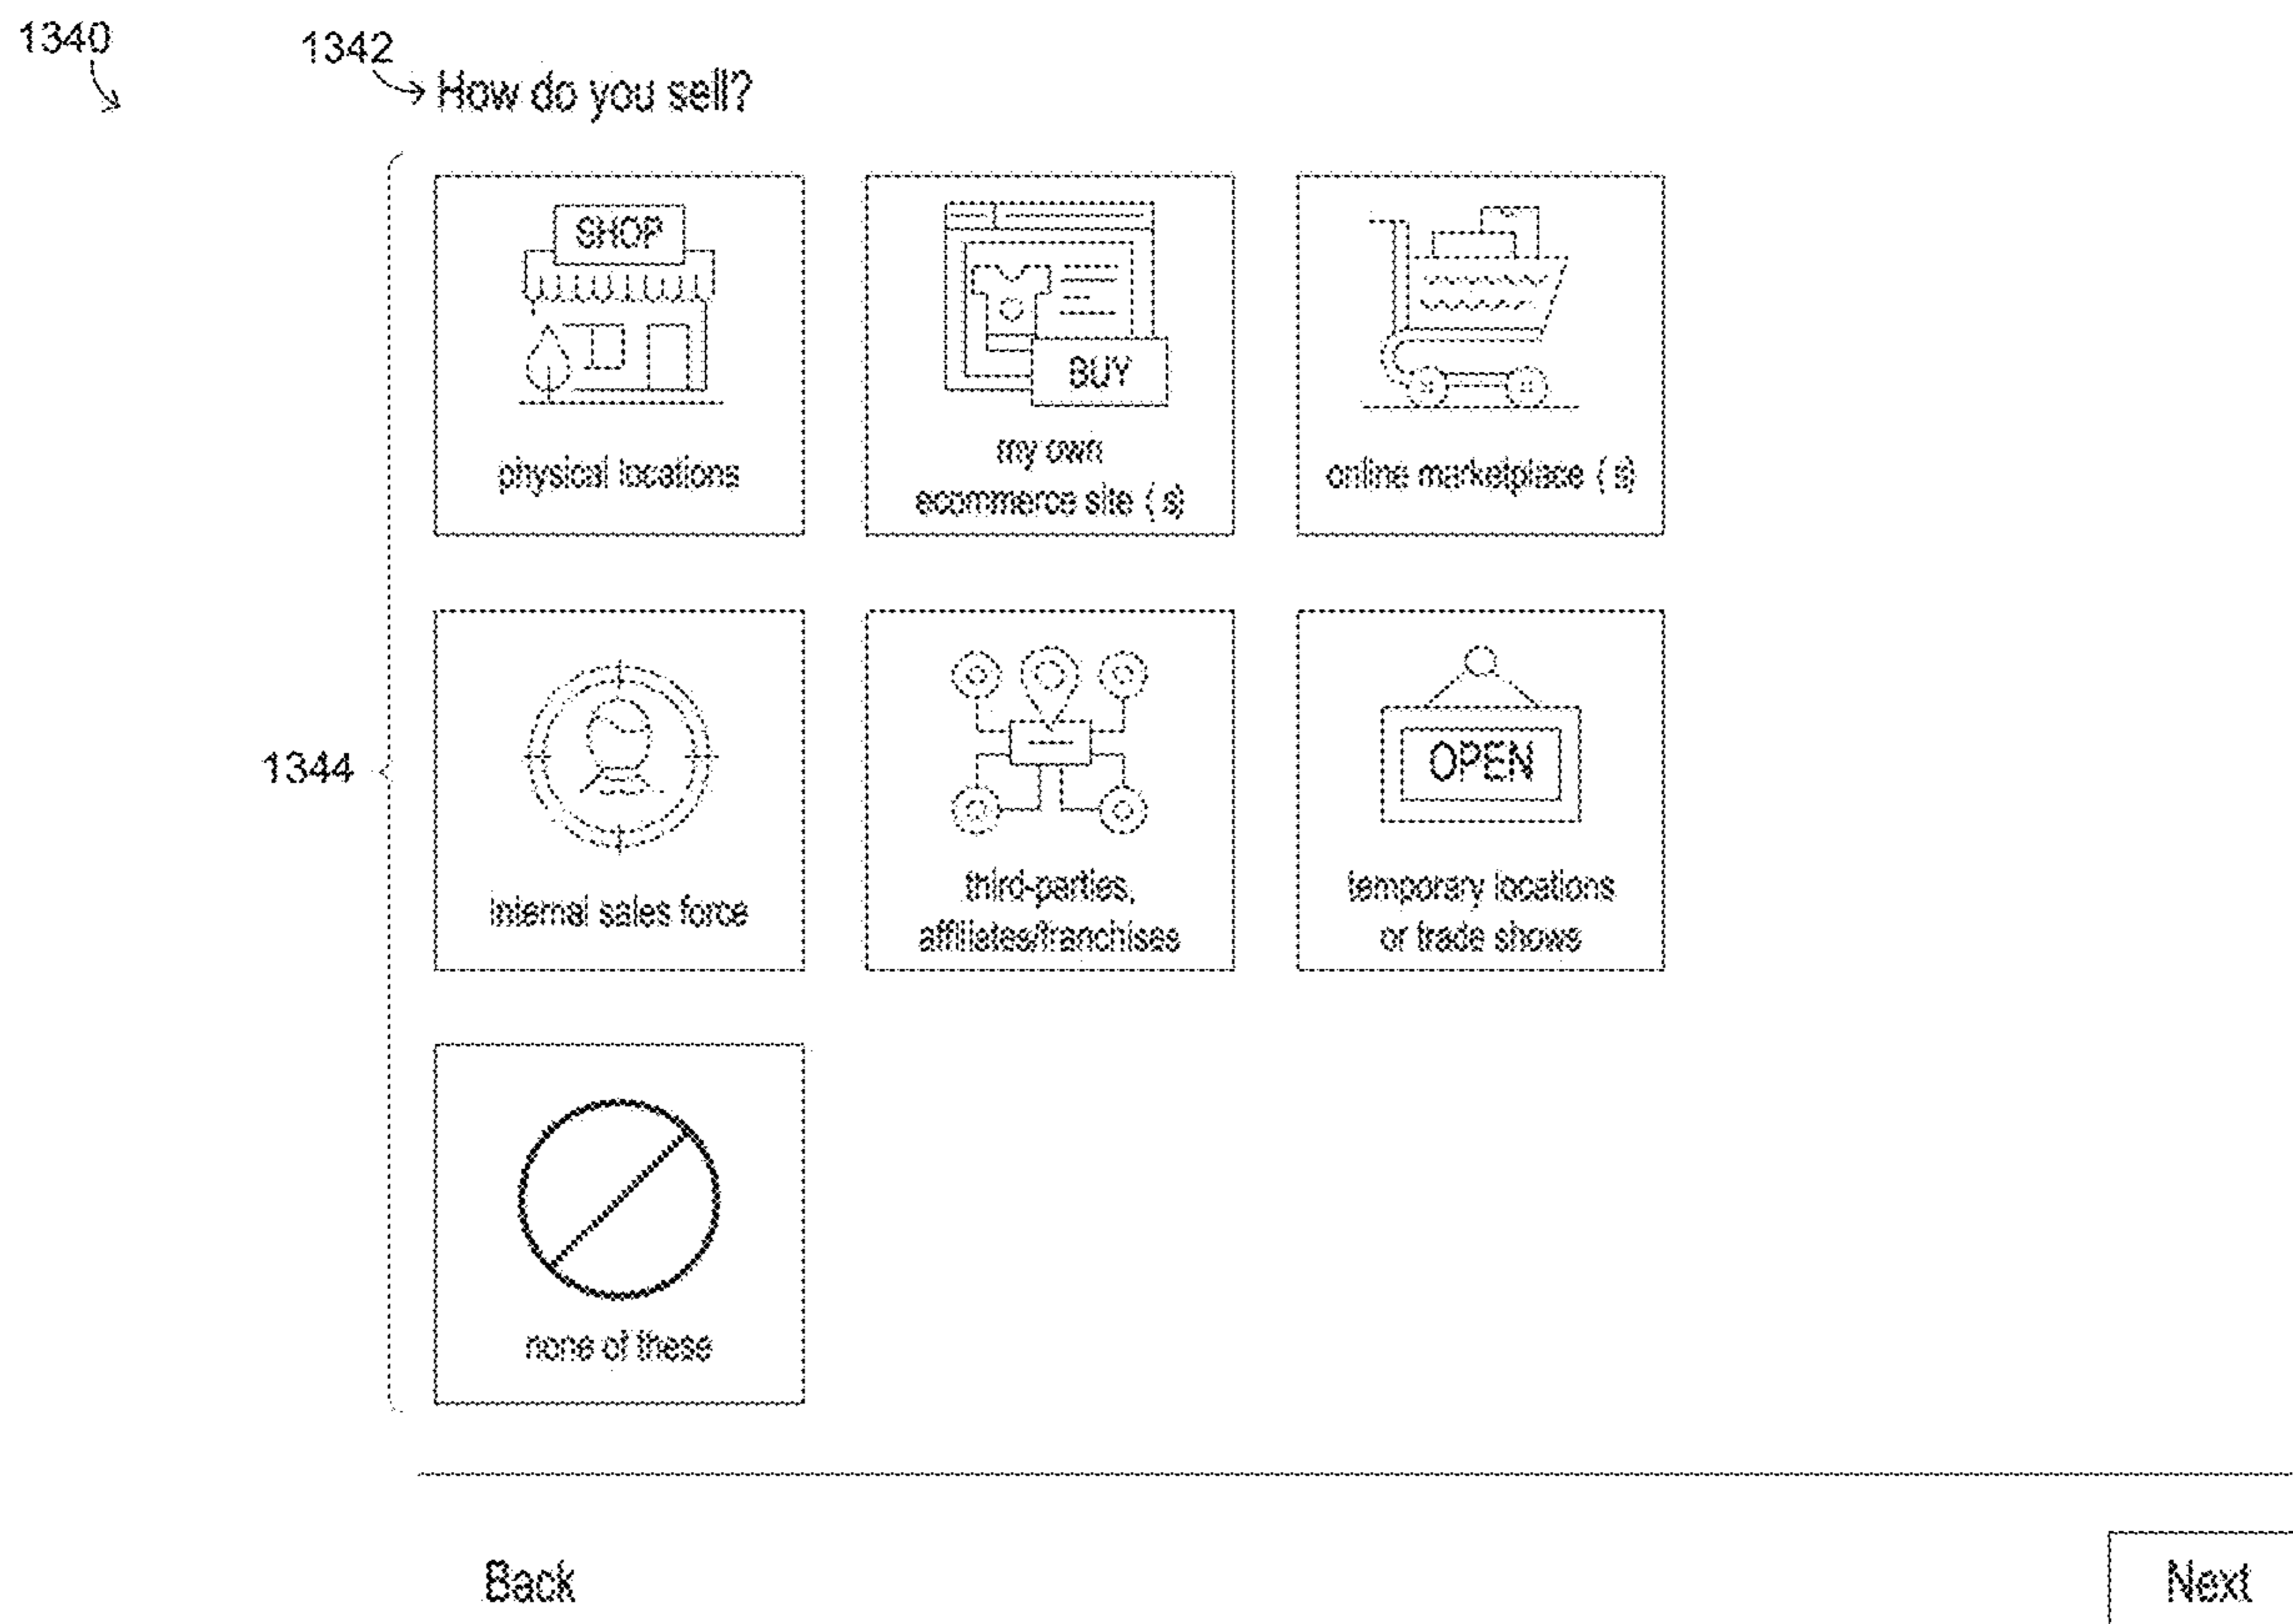 1340
1342
How do you sell?
SHOP
BUY
physical locations
my own
ecommerce site (s)
online marketplace (s)
1344
OPEN
internal sales force
third-parties,
affiliates/franchises
temporary locations
or trade shows
none of these
Back
Next